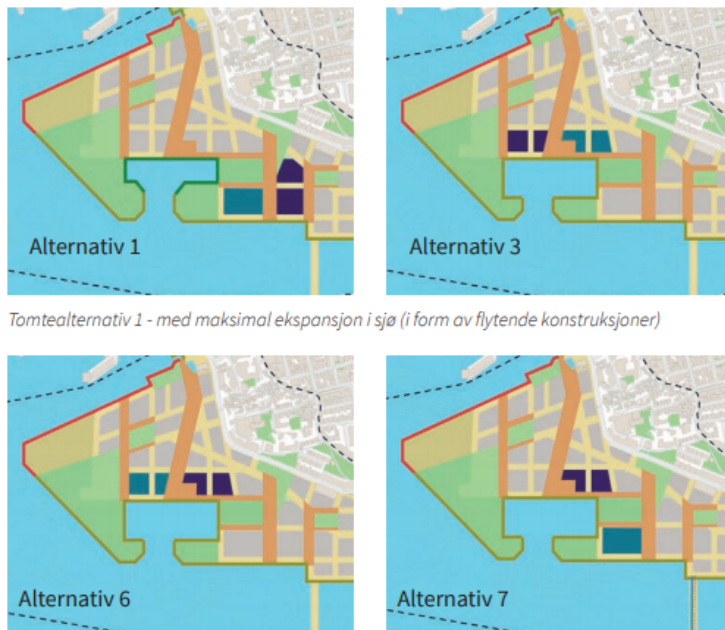 Alternativ 1
Alternativ 3
Tomtealternativ 1 - med maksimal ekspansjon i sjø (i form av flytende konstruksjoner)
Alternativ 6
Alternativ 7